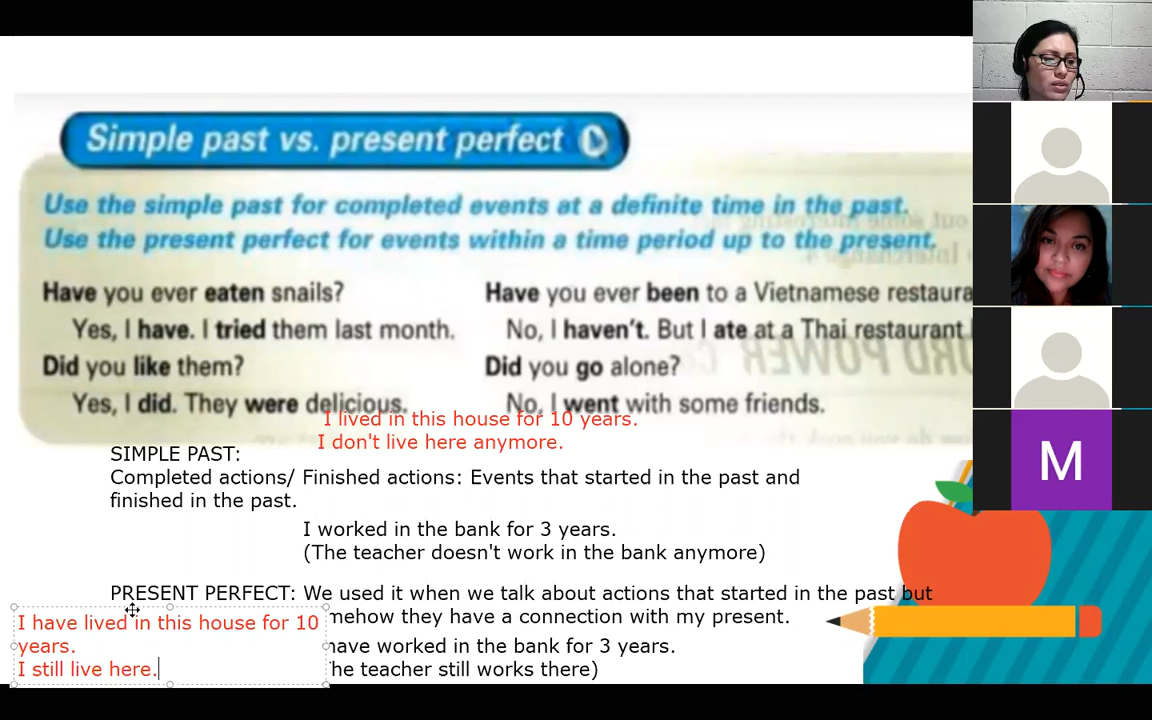 Simple past vs. present perfect
Use the simple past for completed events at a definite time in the past.
Use the present perfect for events within a time period up to the present.
Have you ever eaten snails?
Yes, I have. I tried them last month.
Did you like them?
Yes, I did. They were delicious.
Have you ever been to a Vietnamese restaura
No, I haven't. But I ate at a Thai restaurant
Did you go alone?
No, I went with some friends.
I lived in this house for 10 years.
I don't live here anymore.
SIMPLE PAST:
Completed actions/ Finished actions: Events that started in the past and
finished in the past.
I worked in the bank for 3 years.
(The teacher doesn't work in the bank anymore)
PRESENT PERFECT: We used it when we talk about actions that started in the past but
mehow they have a connection with my present.
have worked in the bank for 3 years.
he teacher still works there)
I have lived in this house for 10
years.
I still live here.
M